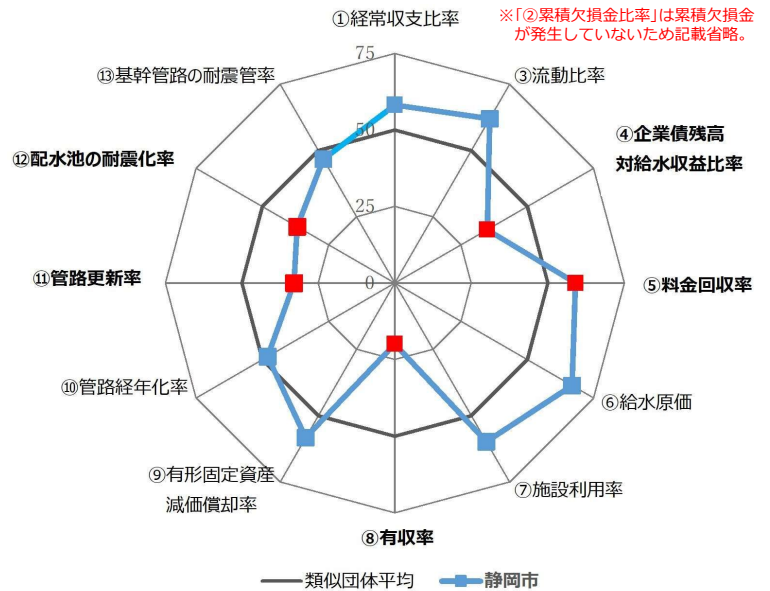 ①経常収支比率
※「②累積欠損金比率」は累積欠損金
が発生していないため記載省略。
75
⑬基幹管路の耐震管率
③流動比率
50
④企業債残高
対給水収益比率
⑫配水池の耐震化率
25
⑪管路更新率
0
⑤料金回収率
⑩管路経年化率
⑥給水原価
⑨有形固定資産
減価償却率
⑦施設利用率
⑧有収率
類似団体平均
静岡市